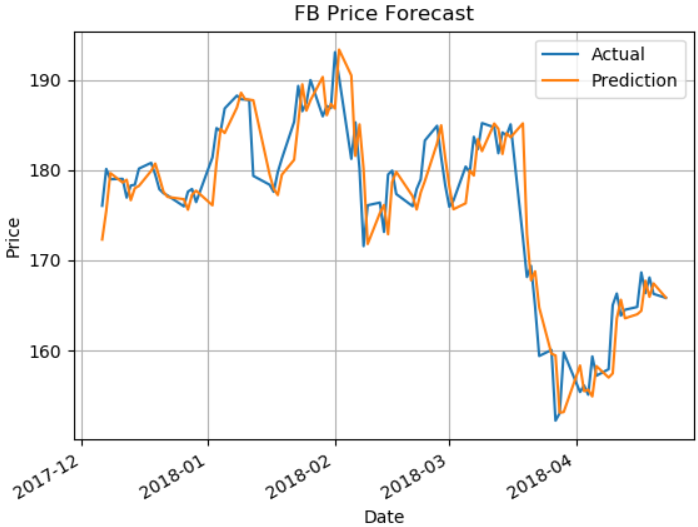 FB Price Forecast
Actual
Prediction
Price
190
180
170
160
2017-12
2018-01
2018-02
2018-03
2018-04
Date